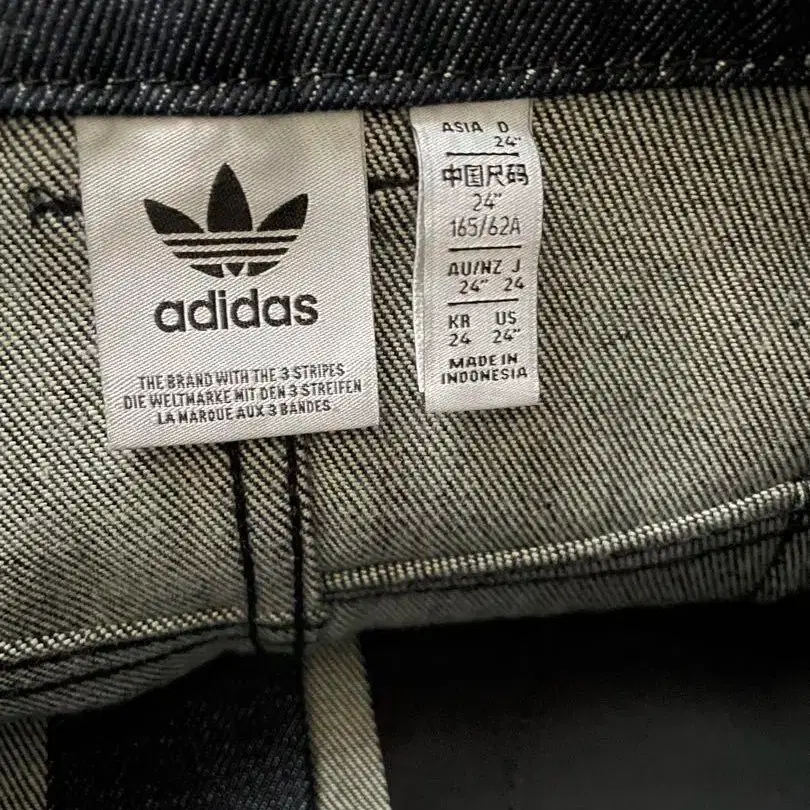 adidas
THE BRAND WITH THE 3 STRIPES
DIE WELTMARKE MIT DEN 3 STREIFEN
LA MARQUE AUX 3 BANDES
ASIA D
24"
中国尺码
24"
165/62A
AU/NZ J
24" 24
KR US
24 24"
MADE IN
INDONESIA